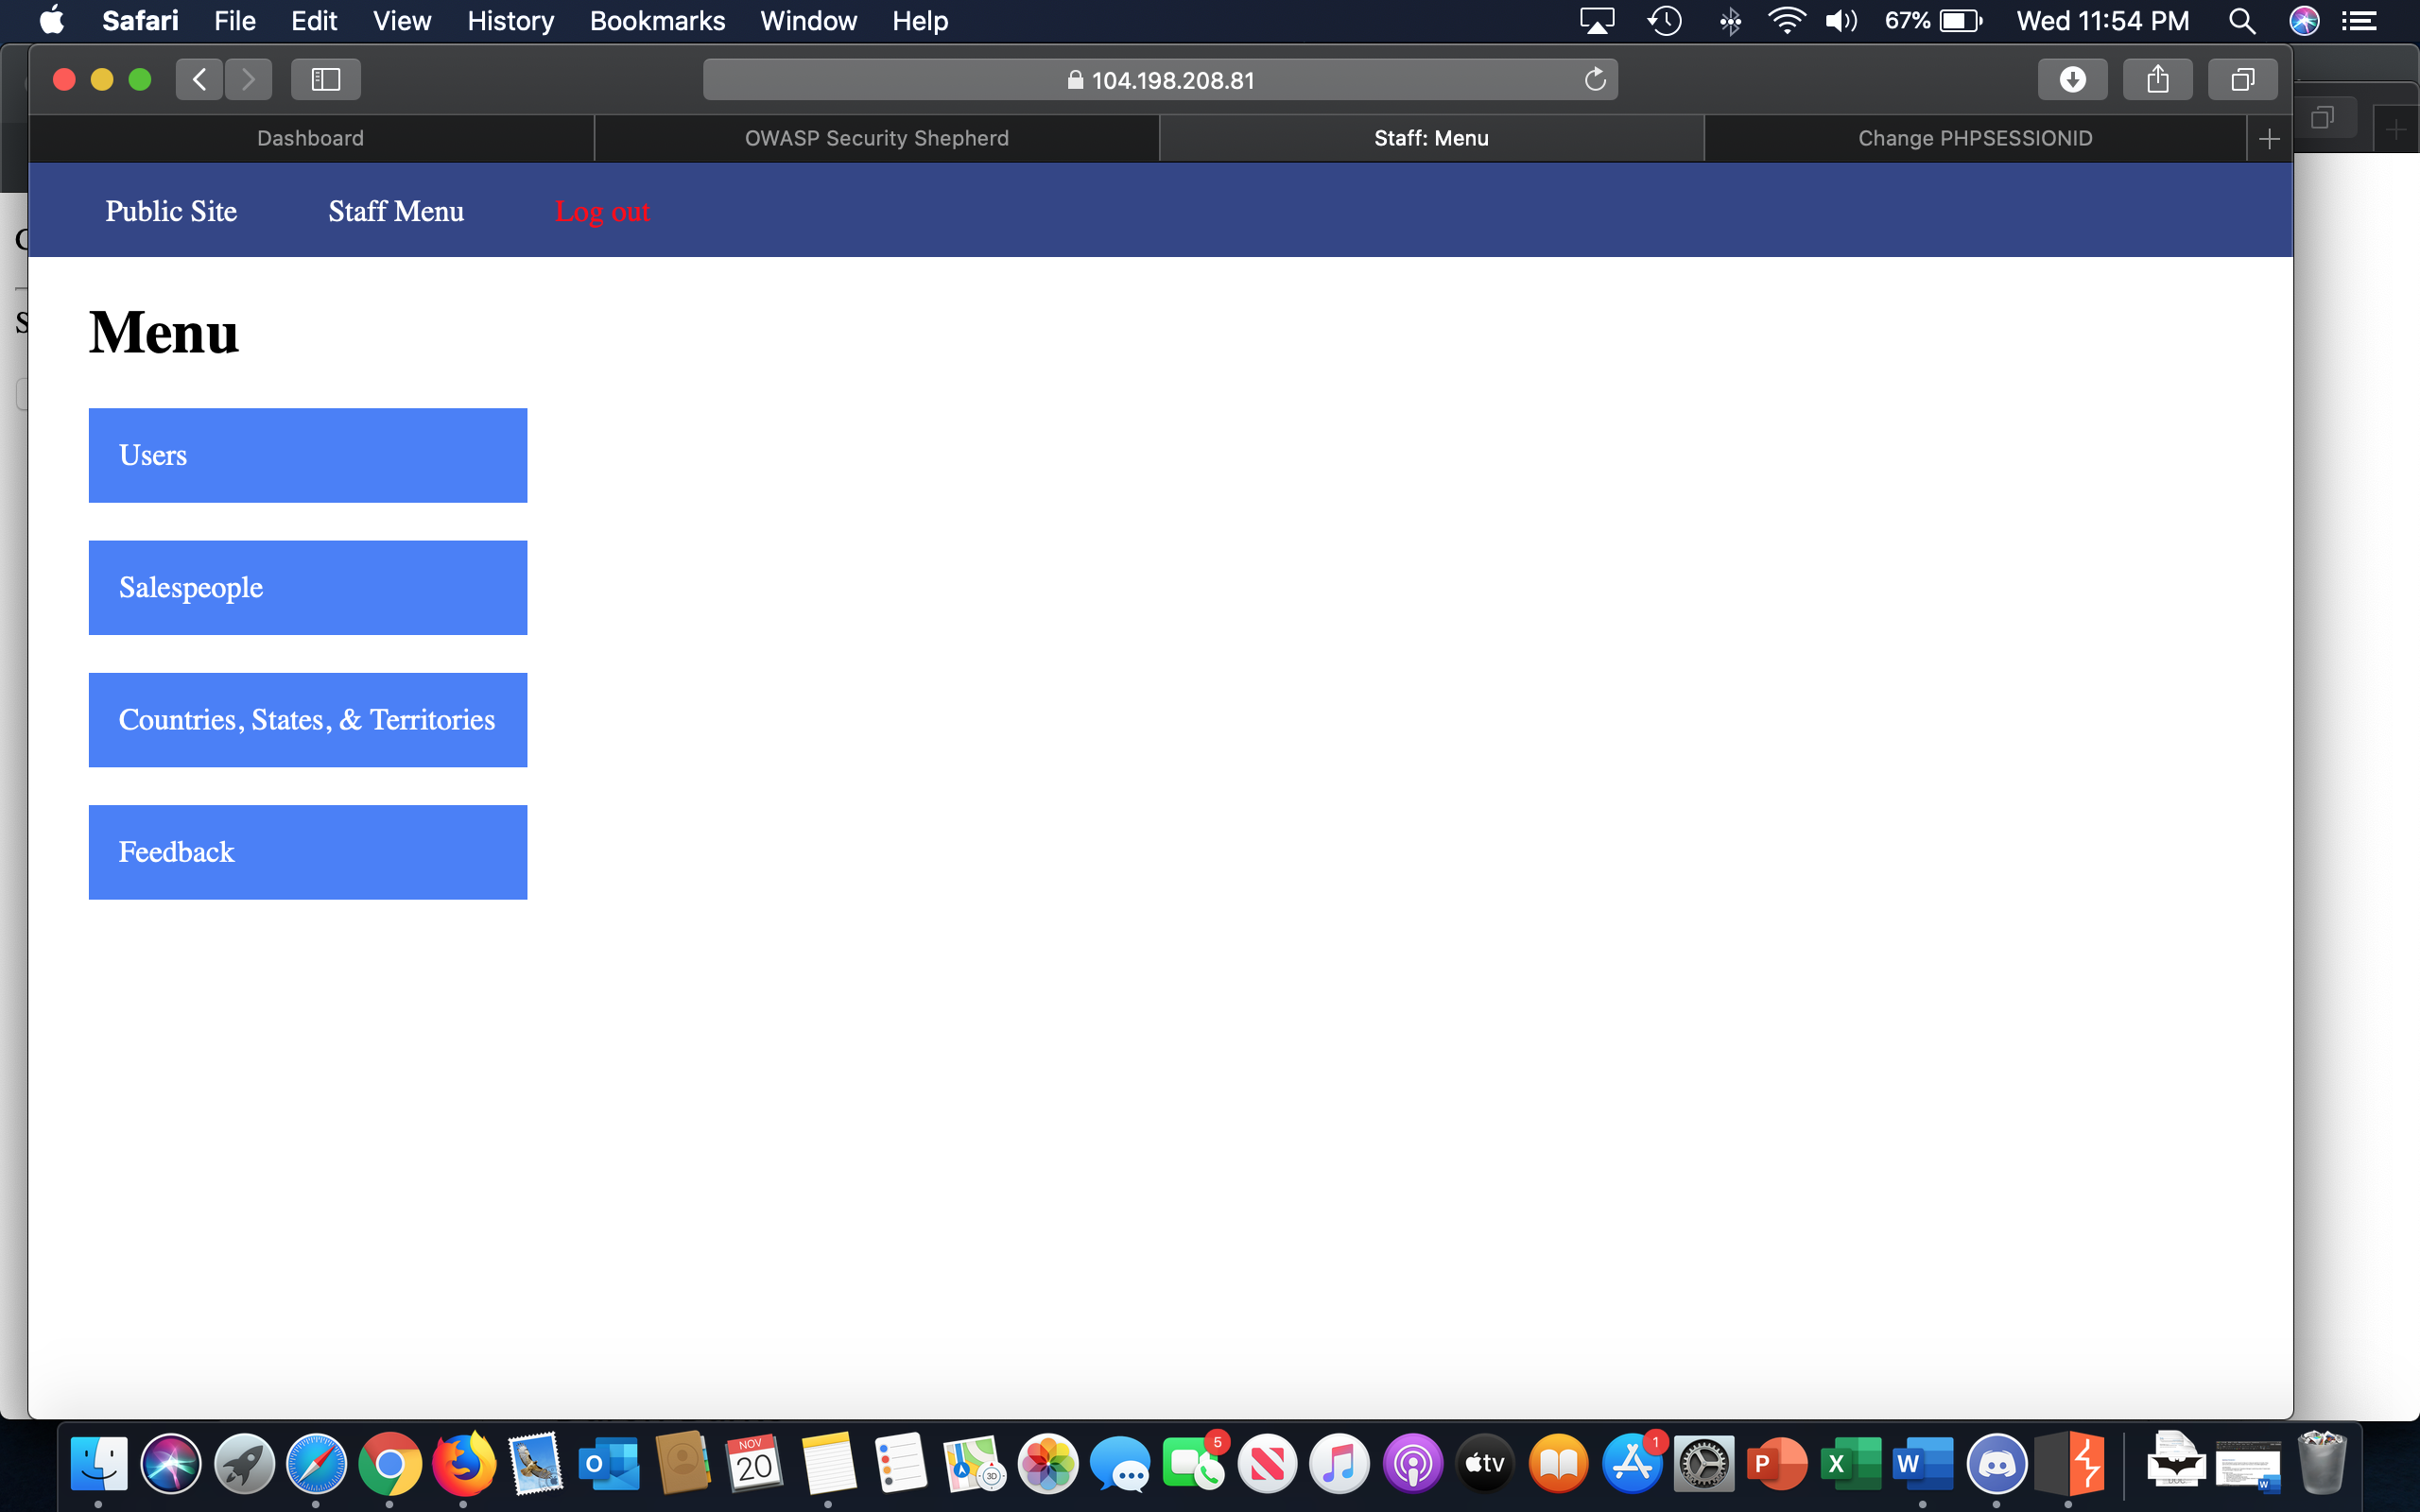 Safari File Edit View History Bookmarks Window Help 67% Wed 11:54 PM
104.198.208.81
Dashboard OWASP Security Shepherd Staff: Menu Change PHPSESSIONID
Public Site Staff Menu Log out
Menu
Users
Salespeople
Countries, States, & Territories
Feedback
NOV 5 1
20 3D tv P X W
O W